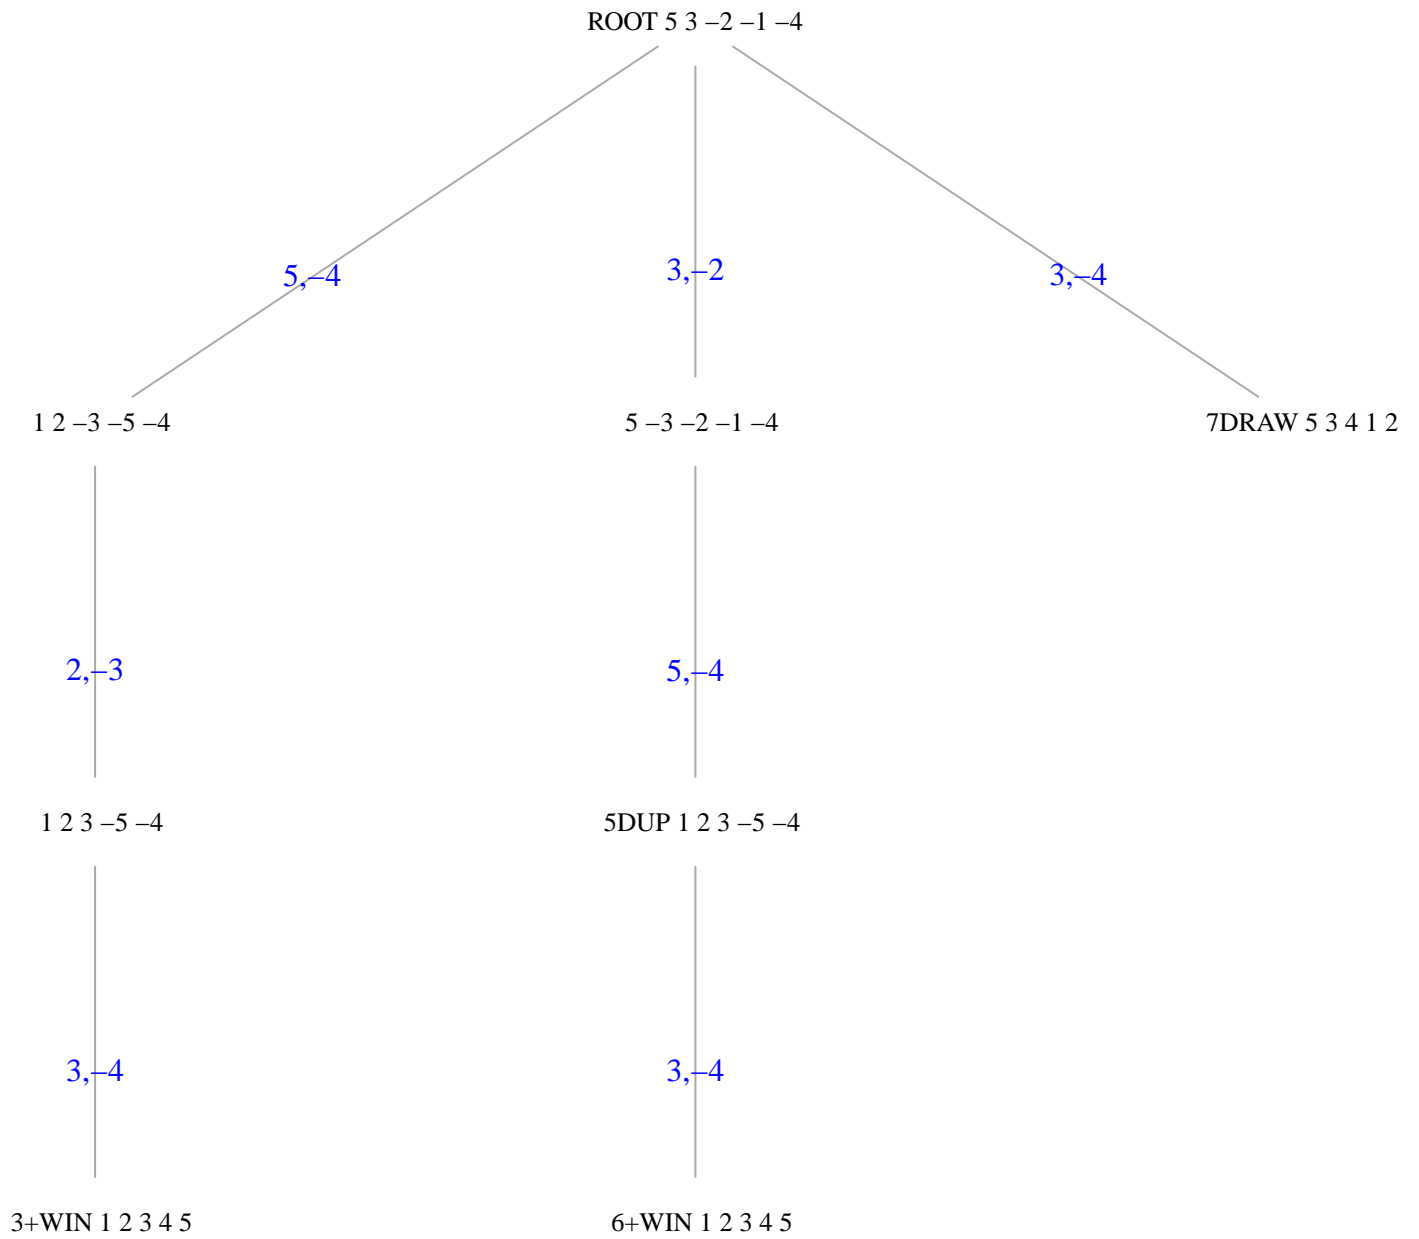 ROOT 5 3 –2 –1 –4
5,–4
3,–2
3,–4
1 2 –3 –5 –4
5 –3 –2 –1 –4
7DRAW 5 3 4 1 2
2,–3
5,–4
1 2 3 –5 –4
5DUP 1 2 3 –5 –4
3,–4
3,–4
3+WIN 1 2 3 4 5
6+WIN 1 2 3 4 5